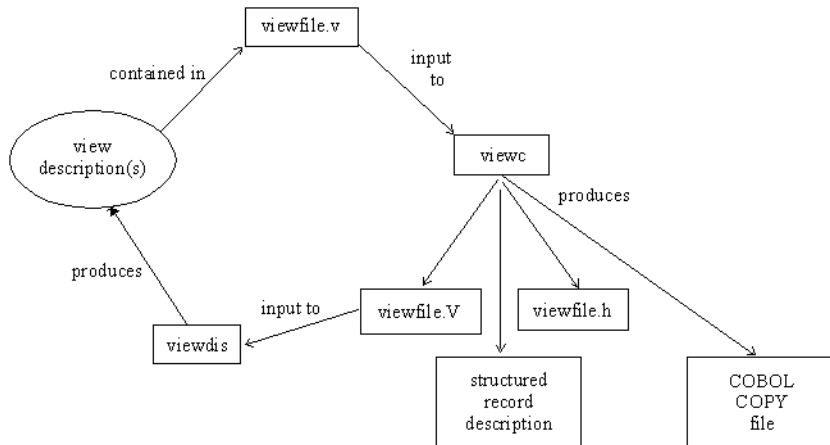 viewfile.v
contained in
input
to
view
description(s)
viewc
produces
produces
input to
viewfile.V
viewfile.h
viewdis
structured
record
description
COBOL
COPY
file